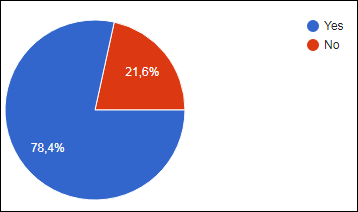 Yes
No
21,6%
78,4%